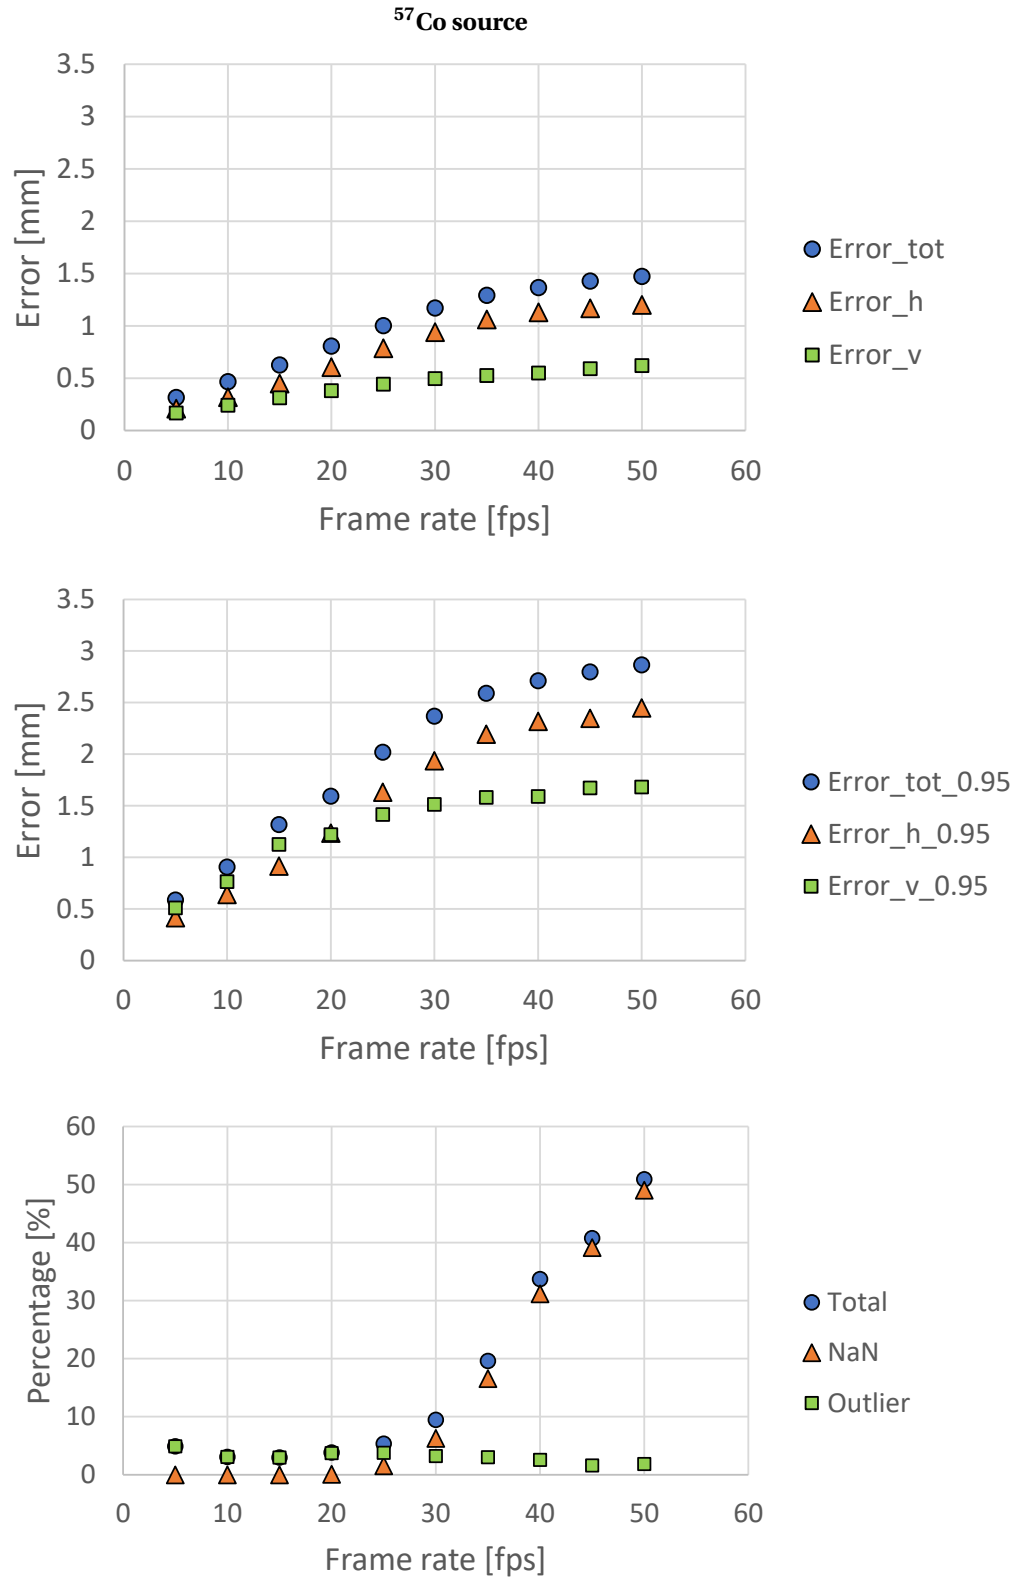 ⁵⁷Co source
3.5
3
2.5
2
1.5
1
0.5
0
Error [mm]
0 10 20 30 40 50 60
Frame rate [fps]
Error_tot
Error_h
Error_v
3.5
3
2.5
2
1.5
1
0.5
0
Error [mm]
0 10 20 30 40 50 60
Frame rate [fps]
Error_tot_0.95
Error_h_0.95
Error_v_0.95
60
50
40
30
20
10
0
Percentage [%]
0 10 20 30 40 50 60
Frame rate [fps]
Total
NaN
Outlier